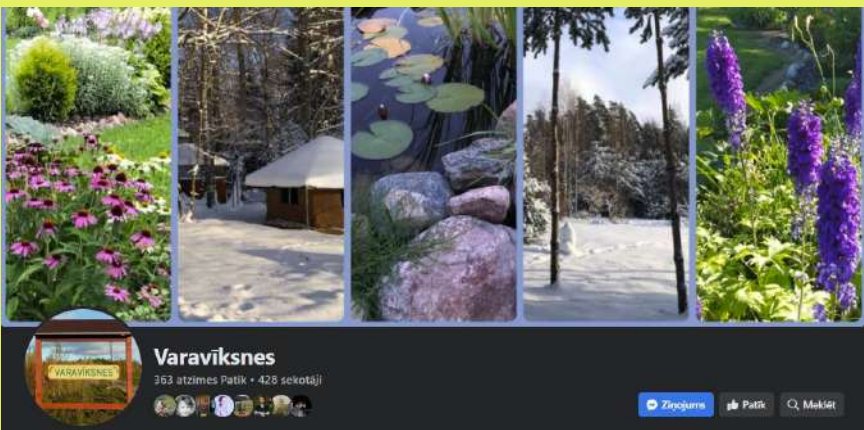 VARAVĪKSNES
Varavīksnes
363 atzīmes Patīk • 428 sekotāji
Ziņojums
Patīk
Meklēt